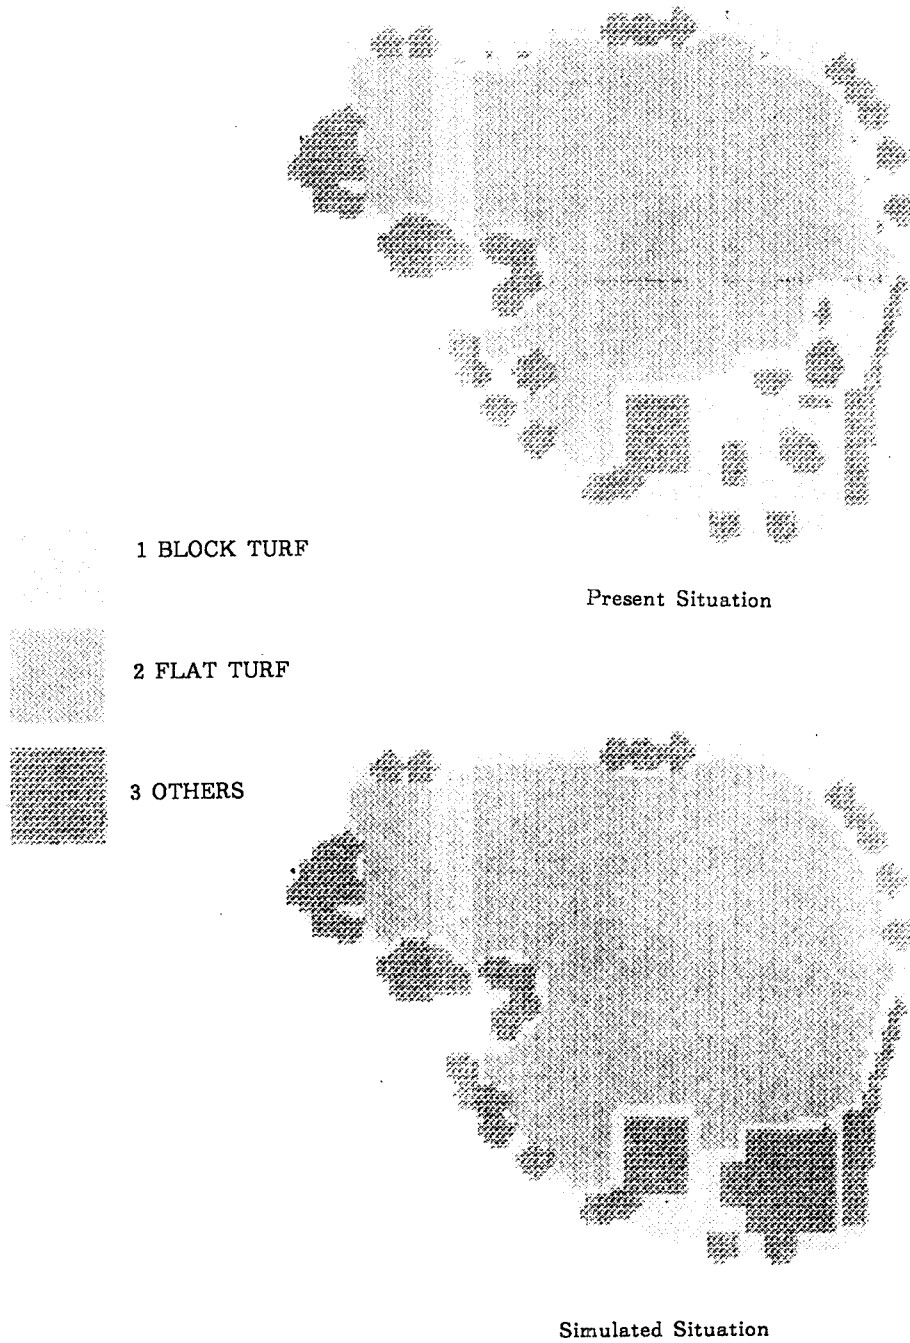 1 BLOCK TURF
Present Situation
2 FLAT TURF
3 OTHERS
Simulated Situation